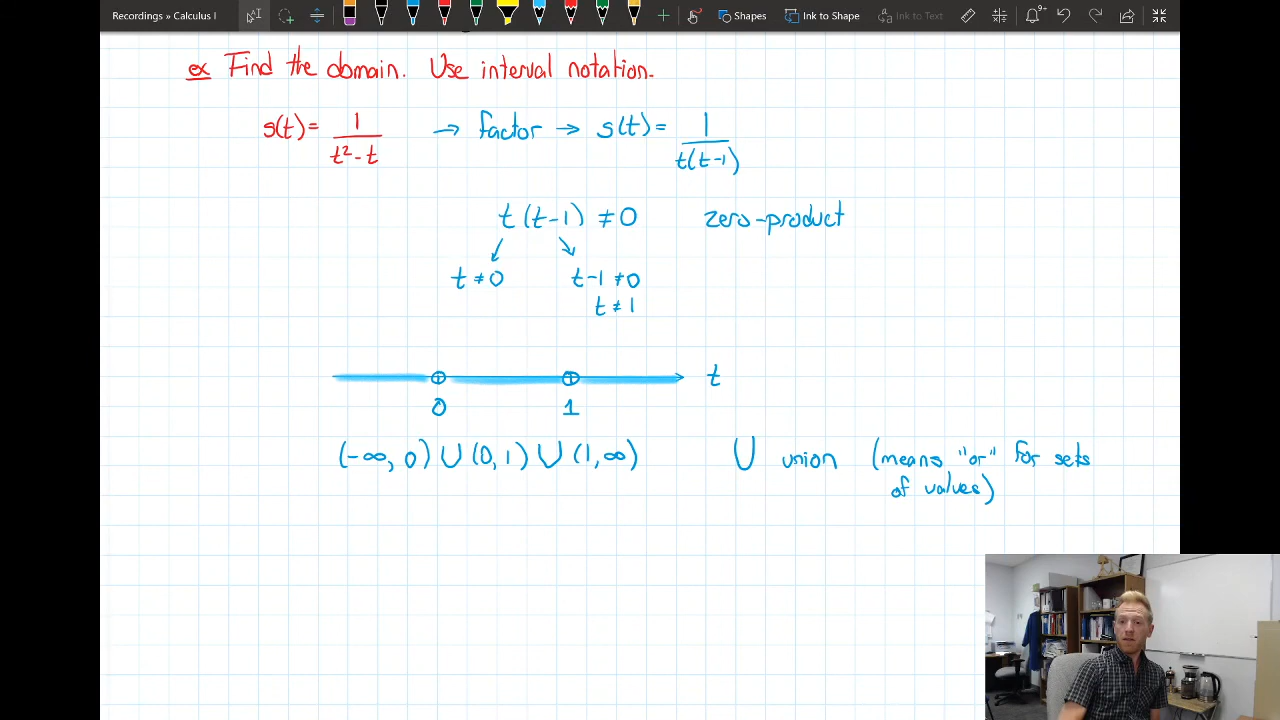 Recordings » Calculus I
Shapes
Ink to Shape
Ink to Text
ex Find the domain. Use interval notation.
s(t) = 1/(t² - t) → factor → s(t) = 1/(t(t-1))
t(t-1) ≠ 0 zero-product
t ≠ 0 t-1 ≠ 0
t ≠ 1
t
0 1
(-∞, 0) ∪ (0, 1) ∪ (1, ∞) ∪ union (means "or" for sets
of values)